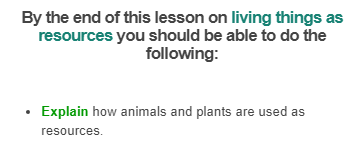 By the end of this lesson on living things as
resources you should be able to do the
following:
• Explain how animals and plants are used as
resources.